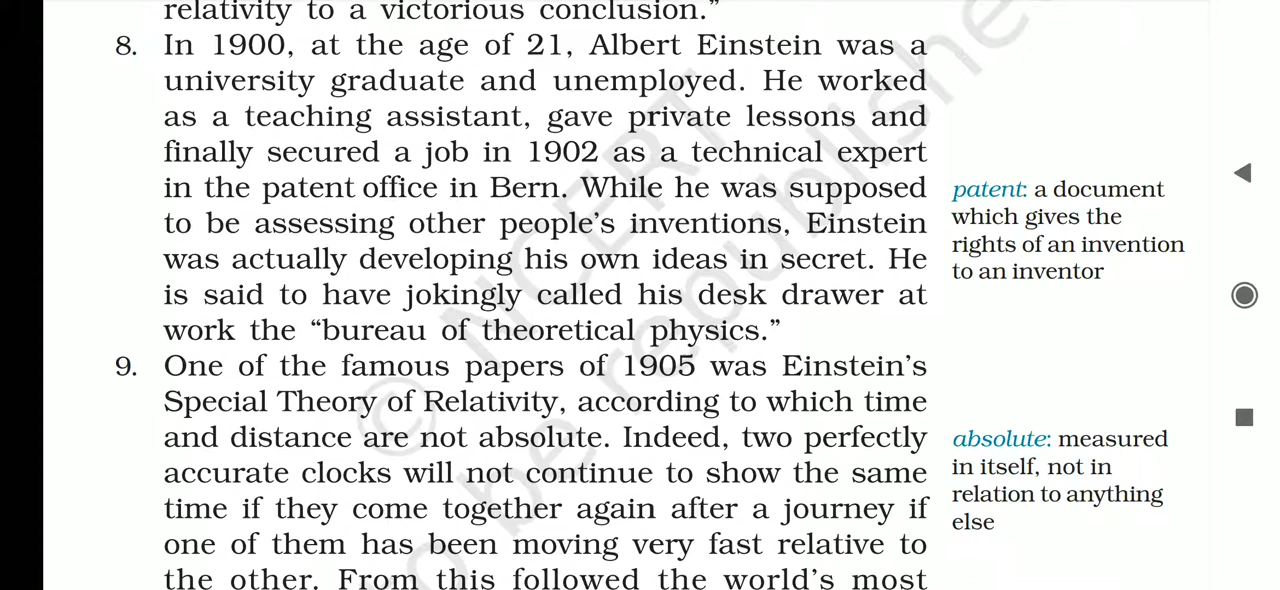 relativity to a victorious conclusion.”
8. In 1900, at the age of 21, Albert Einstein was a
university graduate and unemployed. He worked
as a teaching assistant, gave private lessons and
finally secured a job in 1902 as a technical expert
in the patent office in Bern. While he was supposed
to be assessing other people’s inventions, Einstein
was actually developing his own ideas in secret. He
is said to have jokingly called his desk drawer at
work the “bureau of theoretical physics.”
patent: a document
which gives the
rights of an invention
to an inventor
9. One of the famous papers of 1905 was Einstein’s
Special Theory of Relativity, according to which time
and distance are not absolute. Indeed, two perfectly
accurate clocks will not continue to show the same
time if they come together again after a journey if
one of them has been moving very fast relative to
the other. From this followed the world’s most
absolute: measured
in itself, not in
relation to anything
else
© NCERT
be republished